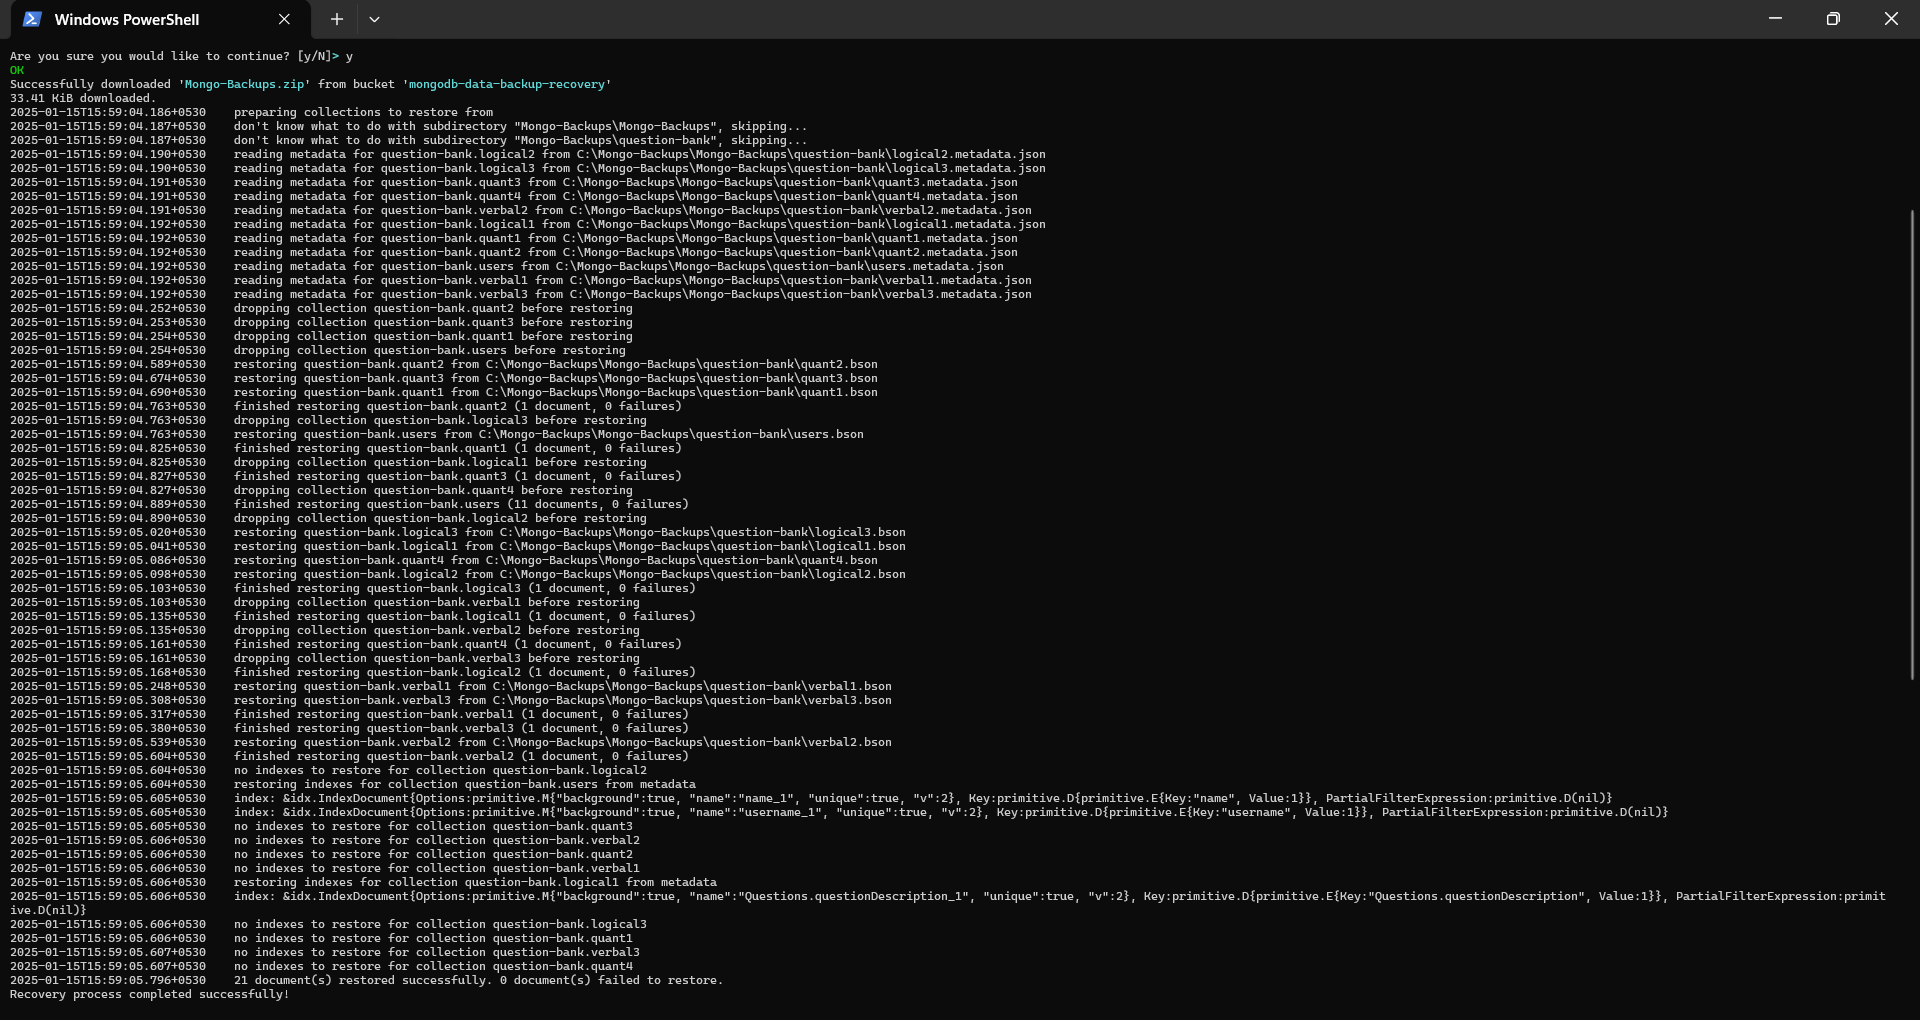 Windows PowerShell
Are you sure you would like to continue? [y/N]> y
OK
Successfully downloaded 'Mongo-Backups.zip' from bucket 'mongodb-data-backup-recovery'
33.41 KiB downloaded.
2025-01-15T15:59:04.186+0530    preparing collections to restore from
2025-01-15T15:59:04.187+0530    don't know what to do with subdirectory "Mongo-Backups\Mongo-Backups", skipping...
2025-01-15T15:59:04.187+0530    don't know what to do with subdirectory "Mongo-Backups\question-bank", skipping...
2025-01-15T15:59:04.190+0530    reading metadata for question-bank.logical2 from C:\Mongo-Backups\Mongo-Backups\question-bank\logical2.metadata.json
2025-01-15T15:59:04.190+0530    reading metadata for question-bank.logical3 from C:\Mongo-Backups\Mongo-Backups\question-bank\logical3.metadata.json
2025-01-15T15:59:04.191+0530    reading metadata for question-bank.quant3 from C:\Mongo-Backups\Mongo-Backups\question-bank\quant3.metadata.json
2025-01-15T15:59:04.191+0530    reading metadata for question-bank.quant4 from C:\Mongo-Backups\Mongo-Backups\question-bank\quant4.metadata.json
2025-01-15T15:59:04.191+0530    reading metadata for question-bank.verbal2 from C:\Mongo-Backups\Mongo-Backups\question-bank\verbal2.metadata.json
2025-01-15T15:59:04.192+0530    reading metadata for question-bank.logical1 from C:\Mongo-Backups\Mongo-Backups\question-bank\logical1.metadata.json
2025-01-15T15:59:04.192+0530    reading metadata for question-bank.quant1 from C:\Mongo-Backups\Mongo-Backups\question-bank\quant1.metadata.json
2025-01-15T15:59:04.192+0530    reading metadata for question-bank.quant2 from C:\Mongo-Backups\Mongo-Backups\question-bank\quant2.metadata.json
2025-01-15T15:59:04.192+0530    reading metadata for question-bank.users from C:\Mongo-Backups\Mongo-Backups\question-bank\users.metadata.json
2025-01-15T15:59:04.192+0530    reading metadata for question-bank.verbal1 from C:\Mongo-Backups\Mongo-Backups\question-bank\verbal1.metadata.json
2025-01-15T15:59:04.192+0530    reading metadata for question-bank.verbal3 from C:\Mongo-Backups\Mongo-Backups\question-bank\verbal3.metadata.json
2025-01-15T15:59:04.252+0530    dropping collection question-bank.quant2 before restoring
2025-01-15T15:59:04.253+0530    dropping collection question-bank.quant3 before restoring
2025-01-15T15:59:04.254+0530    dropping collection question-bank.quant1 before restoring
2025-01-15T15:59:04.254+0530    dropping collection question-bank.users before restoring
2025-01-15T15:59:04.589+0530    restoring question-bank.quant2 from C:\Mongo-Backups\Mongo-Backups\question-bank\quant2.bson
2025-01-15T15:59:04.674+0530    restoring question-bank.quant3 from C:\Mongo-Backups\Mongo-Backups\question-bank\quant3.bson
2025-01-15T15:59:04.690+0530    restoring question-bank.quant1 from C:\Mongo-Backups\Mongo-Backups\question-bank\quant1.bson
2025-01-15T15:59:04.763+0530    finished restoring question-bank.quant2 (1 document, 0 failures)
2025-01-15T15:59:04.763+0530    dropping collection question-bank.logical3 before restoring
2025-01-15T15:59:04.763+0530    restoring question-bank.users from C:\Mongo-Backups\Mongo-Backups\question-bank\users.bson
2025-01-15T15:59:04.825+0530    finished restoring question-bank.quant1 (1 document, 0 failures)
2025-01-15T15:59:04.825+0530    dropping collection question-bank.logical1 before restoring
2025-01-15T15:59:04.827+0530    finished restoring question-bank.quant3 (1 document, 0 failures)
2025-01-15T15:59:04.827+0530    dropping collection question-bank.quant4 before restoring
2025-01-15T15:59:04.889+0530    finished restoring question-bank.users (11 documents, 0 failures)
2025-01-15T15:59:04.890+0530    dropping collection question-bank.logical2 before restoring
2025-01-15T15:59:05.020+0530    restoring question-bank.logical3 from C:\Mongo-Backups\Mongo-Backups\question-bank\logical3.bson
2025-01-15T15:59:05.041+0530    restoring question-bank.logical1 from C:\Mongo-Backups\Mongo-Backups\question-bank\logical1.bson
2025-01-15T15:59:05.086+0530    restoring question-bank.quant4 from C:\Mongo-Backups\Mongo-Backups\question-bank\quant4.bson
2025-01-15T15:59:05.098+0530    restoring question-bank.logical2 from C:\Mongo-Backups\Mongo-Backups\question-bank\logical2.bson
2025-01-15T15:59:05.103+0530    finished restoring question-bank.logical3 (1 document, 0 failures)
2025-01-15T15:59:05.103+0530    dropping collection question-bank.verbal1 before restoring
2025-01-15T15:59:05.135+0530    finished restoring question-bank.logical1 (1 document, 0 failures)
2025-01-15T15:59:05.135+0530    dropping collection question-bank.verbal2 before restoring
2025-01-15T15:59:05.161+0530    finished restoring question-bank.quant4 (1 document, 0 failures)
2025-01-15T15:59:05.161+0530    dropping collection question-bank.verbal3 before restoring
2025-01-15T15:59:05.168+0530    finished restoring question-bank.logical2 (1 document, 0 failures)
2025-01-15T15:59:05.248+0530    restoring question-bank.verbal1 from C:\Mongo-Backups\Mongo-Backups\question-bank\verbal1.bson
2025-01-15T15:59:05.308+0530    restoring question-bank.verbal3 from C:\Mongo-Backups\Mongo-Backups\question-bank\verbal3.bson
2025-01-15T15:59:05.317+0530    finished restoring question-bank.verbal1 (1 document, 0 failures)
2025-01-15T15:59:05.380+0530    finished restoring question-bank.verbal3 (1 document, 0 failures)
2025-01-15T15:59:05.539+0530    restoring question-bank.verbal2 from C:\Mongo-Backups\Mongo-Backups\question-bank\verbal2.bson
2025-01-15T15:59:05.604+0530    finished restoring question-bank.verbal2 (1 document, 0 failures)
2025-01-15T15:59:05.604+0530    no indexes to restore for collection question-bank.logical2
2025-01-15T15:59:05.604+0530    restoring indexes for collection question-bank.users from metadata
2025-01-15T15:59:05.605+0530    index: &idx.IndexDocument{Options:primitive.M{"background":true, "name":"name_1", "unique":true, "v":2}, Key:primitive.D{primitive.E{Key:"name", Value:1}}, PartialFilterExpression:primitive.D(nil)}
2025-01-15T15:59:05.605+0530    index: &idx.IndexDocument{Options:primitive.M{"background":true, "name":"username_1", "unique":true, "v":2}, Key:primitive.D{primitive.E{Key:"username", Value:1}}, PartialFilterExpression:primitive.D(nil)}
2025-01-15T15:59:05.605+0530    no indexes to restore for collection question-bank.quant3
2025-01-15T15:59:05.606+0530    no indexes to restore for collection question-bank.verbal2
2025-01-15T15:59:05.606+0530    no indexes to restore for collection question-bank.quant2
2025-01-15T15:59:05.606+0530    no indexes to restore for collection question-bank.verbal1
2025-01-15T15:59:05.606+0530    restoring indexes for collection question-bank.logical1 from metadata
2025-01-15T15:59:05.606+0530    index: &idx.IndexDocument{Options:primitive.M{"background":true, "name":"Questions.questionDescription_1", "unique":true, "v":2}, Key:primitive.D{primitive.E{Key:"Questions.questionDescription", Value:1}}, PartialFilterExpression:primit
ive.D(nil)}
2025-01-15T15:59:05.606+0530    no indexes to restore for collection question-bank.logical3
2025-01-15T15:59:05.606+0530    no indexes to restore for collection question-bank.quant1
2025-01-15T15:59:05.607+0530    no indexes to restore for collection question-bank.verbal3
2025-01-15T15:59:05.607+0530    no indexes to restore for collection question-bank.quant4
2025-01-15T15:59:05.796+0530    21 document(s) restored successfully. 0 document(s) failed to restore.
Recovery process completed successfully!